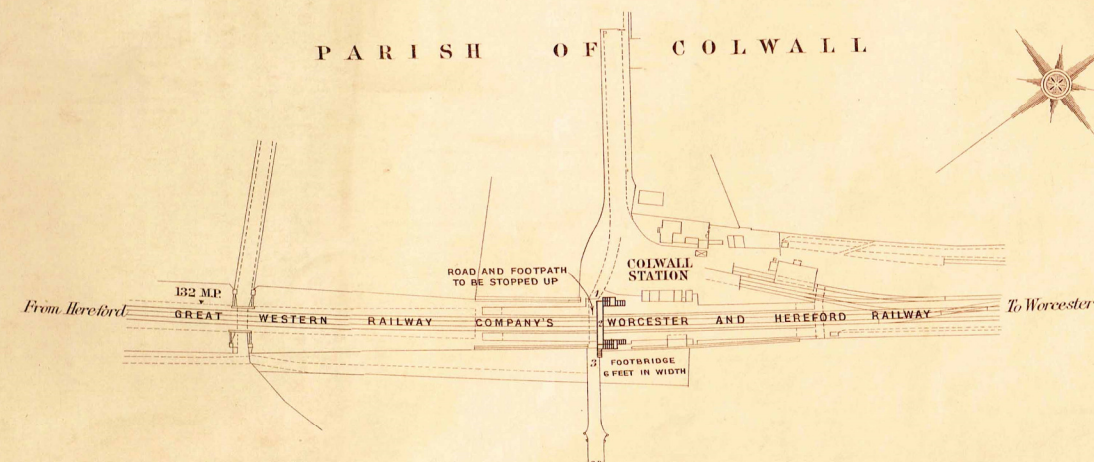 PARISH OF COLWALL
ROAD AND FOOTPATH
TO BE STOPPED UP
COLWALL
STATION
132 M.P.
From Hereford
GREAT WESTERN RAILWAY COMPANY'S WORCESTER AND HEREFORD RAILWAY
To Worcester
1
2
3
FOOTBRIDGE
6 FEET IN WIDTH